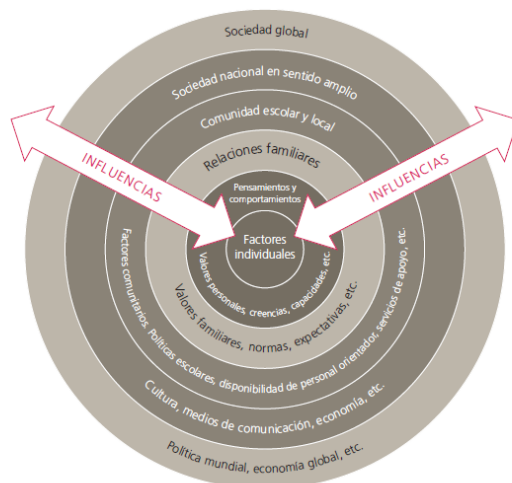 Sociedad global
Sociedad nacional en sentido amplio
Comunidad escolar y local
Relaciones familiares
INFLUENCIAS
INFLUENCIAS
Pensamientos y
comportamientos
Factores
individuales
Valores personales, creencias, capacidades, etc.
Valores familiares, normas, expectativas, etc.
Factores comunitarios. Políticas escolares, disponibilidad de personal orientador, servicios de apoyo, etc.
Cultura, medios de comunicación, economía, etc.
Política mundial, economía global, etc.